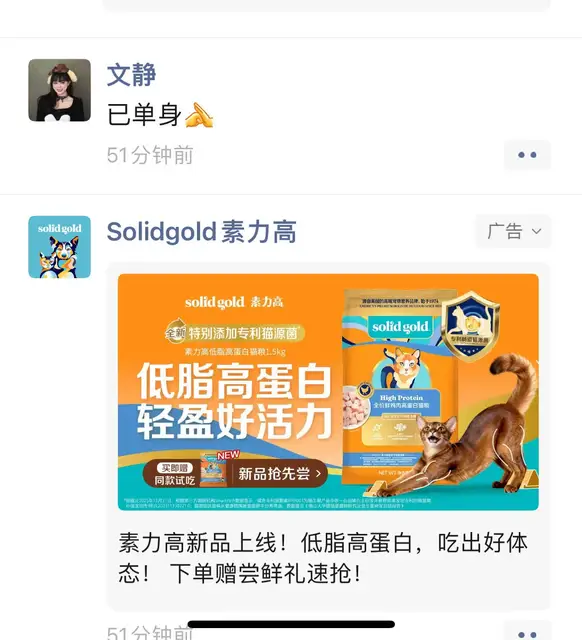 文静
已单身
51分钟前
solid gold
Solidgold素力高
广告
solid gold 素力高
全新 特别添加专利猫源菌
素力高低脂高蛋白猫粮1.5kg
低脂高蛋白
轻盈好活力
买即赠
同款试吃
NEW
新品抢先尝
solid gold
High Protein
素力高新品上线！低脂高蛋白，吃出好体
态！ 下单赠尝鲜礼速抢！
51分钟前